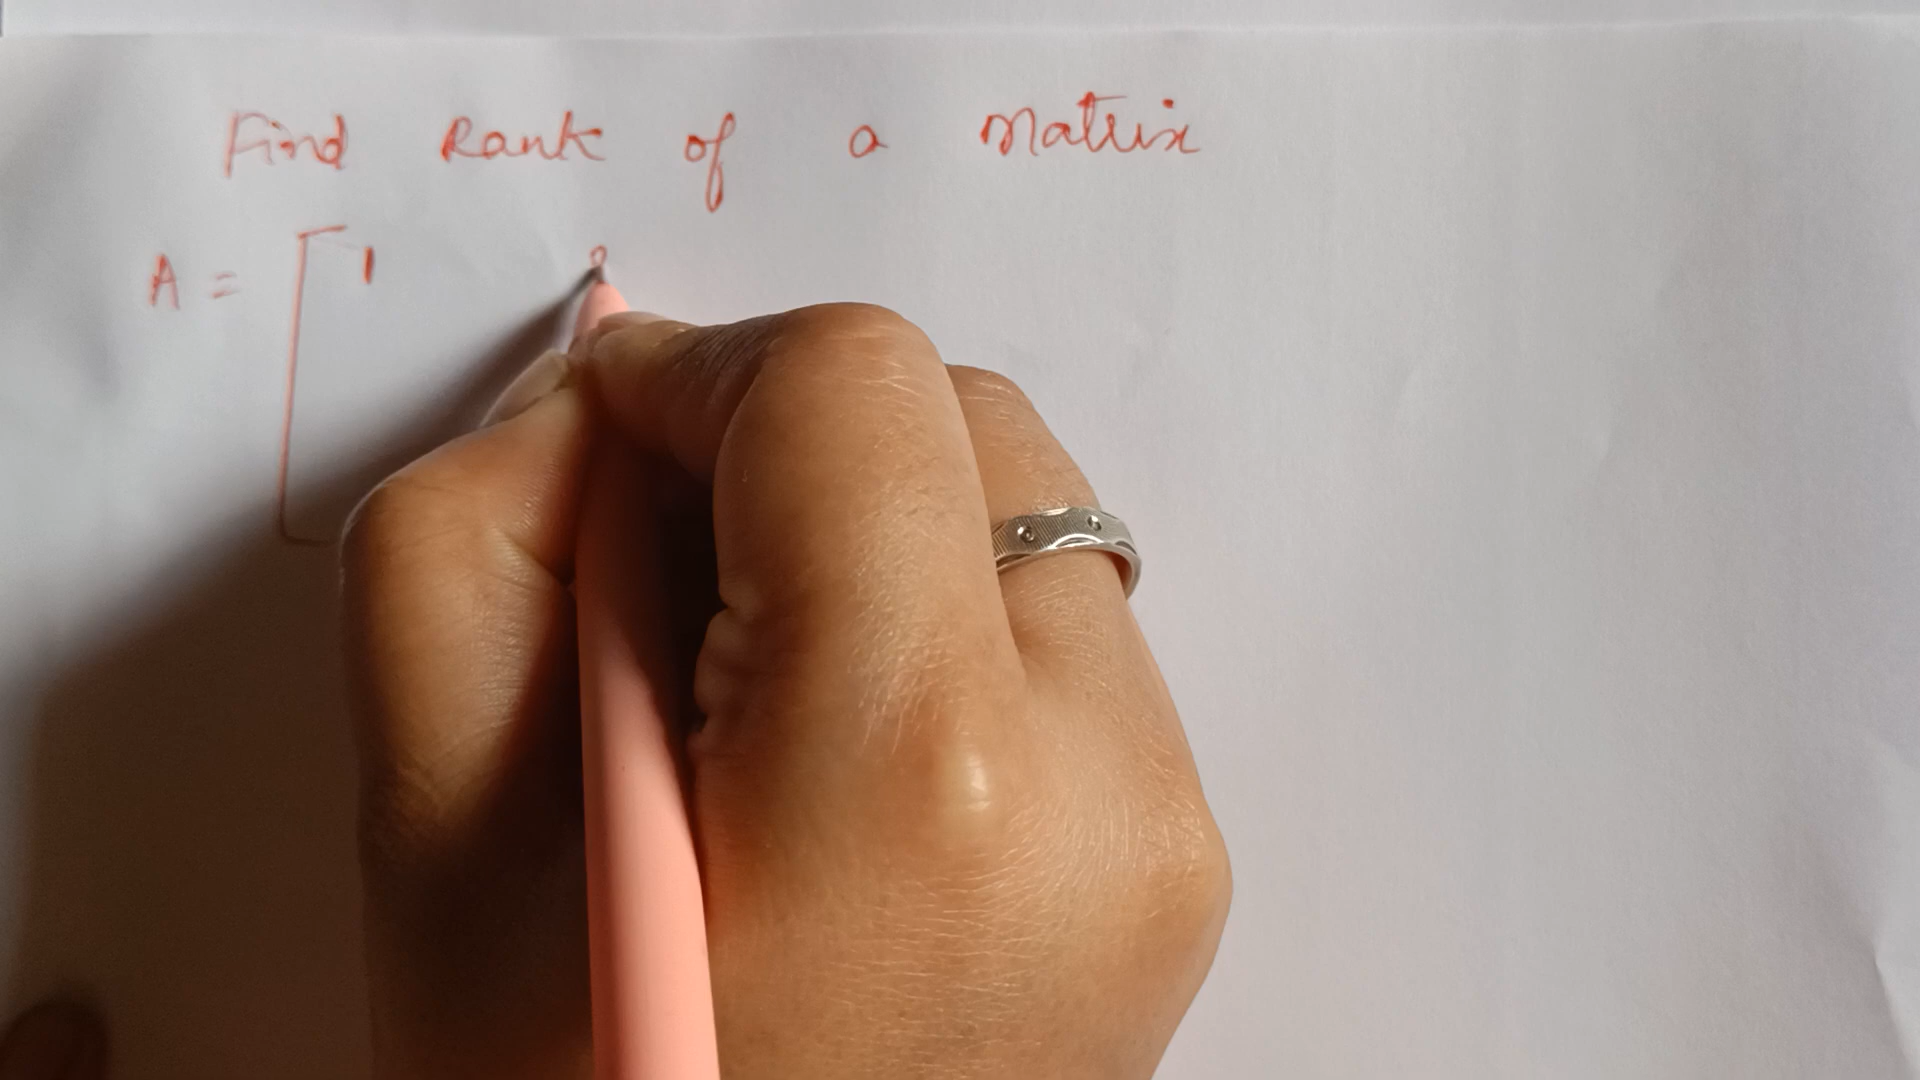 Find Rank of a Matrix
A = [ 1